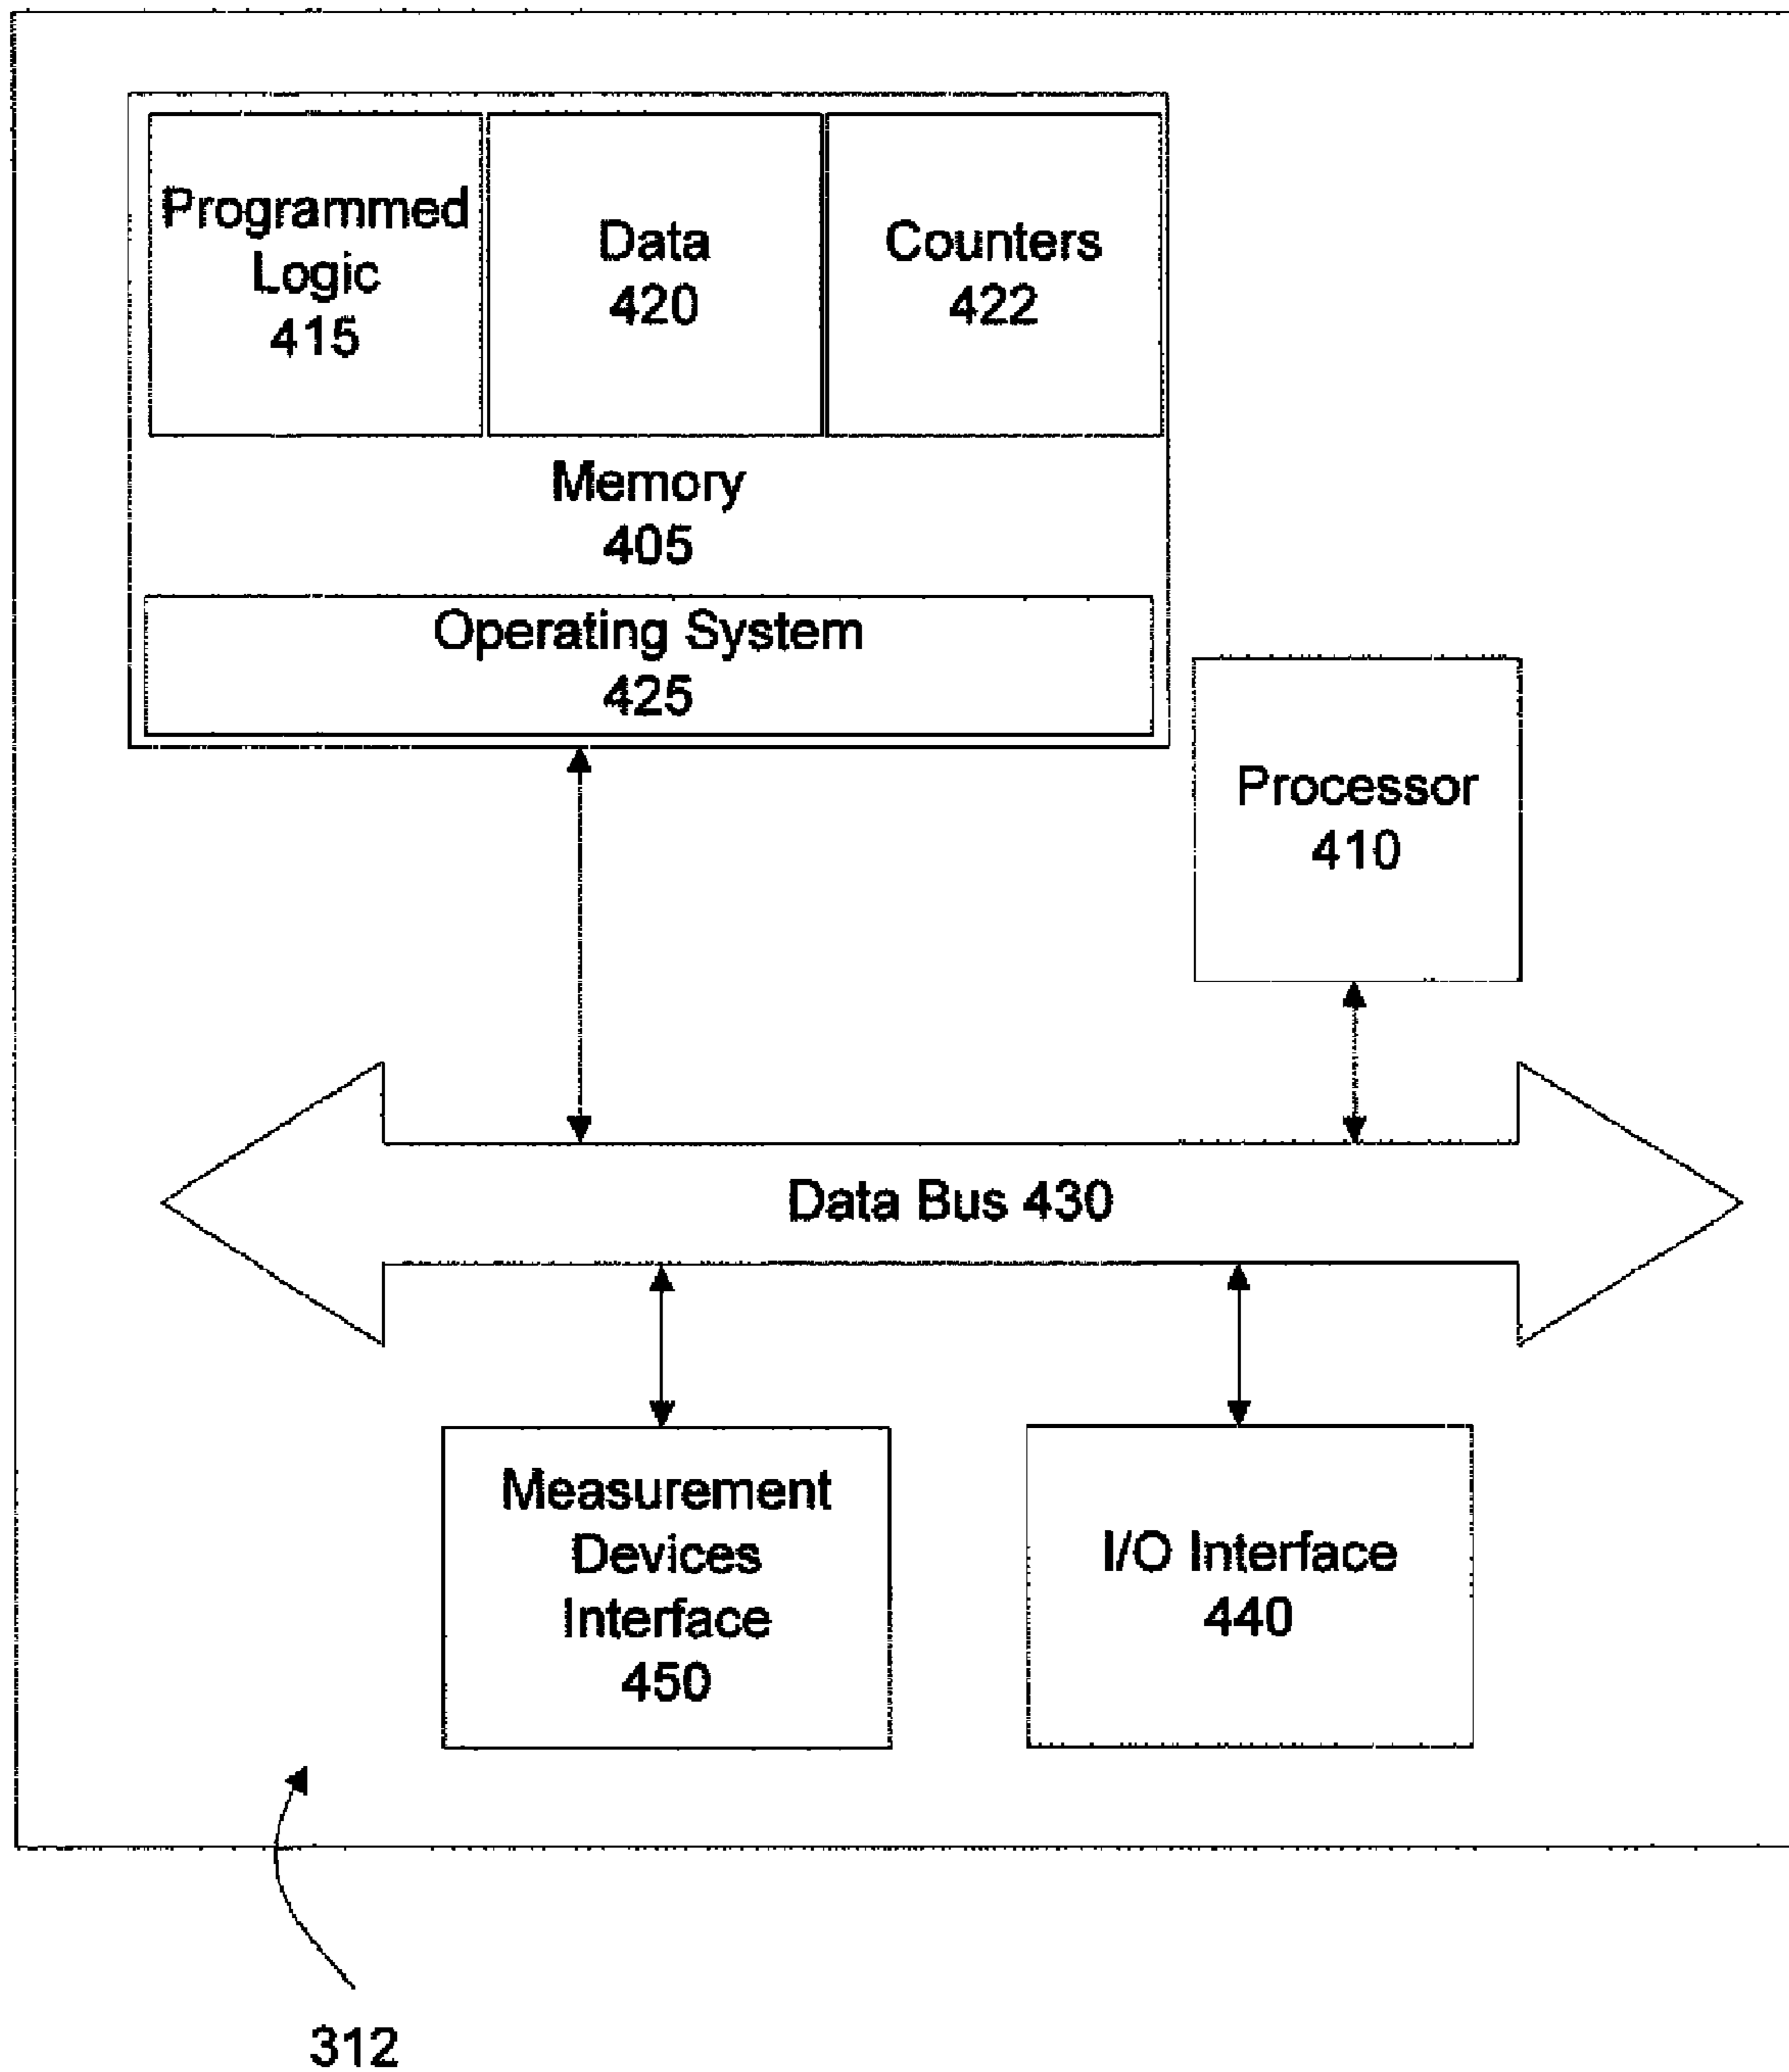 Programmed
Logic
415
Data
420
Counters
422
Memory
405
Operating System
425
Processor
410
Data Bus 430
Measurement
Devices
Interface
450
I/O Interface
440
312